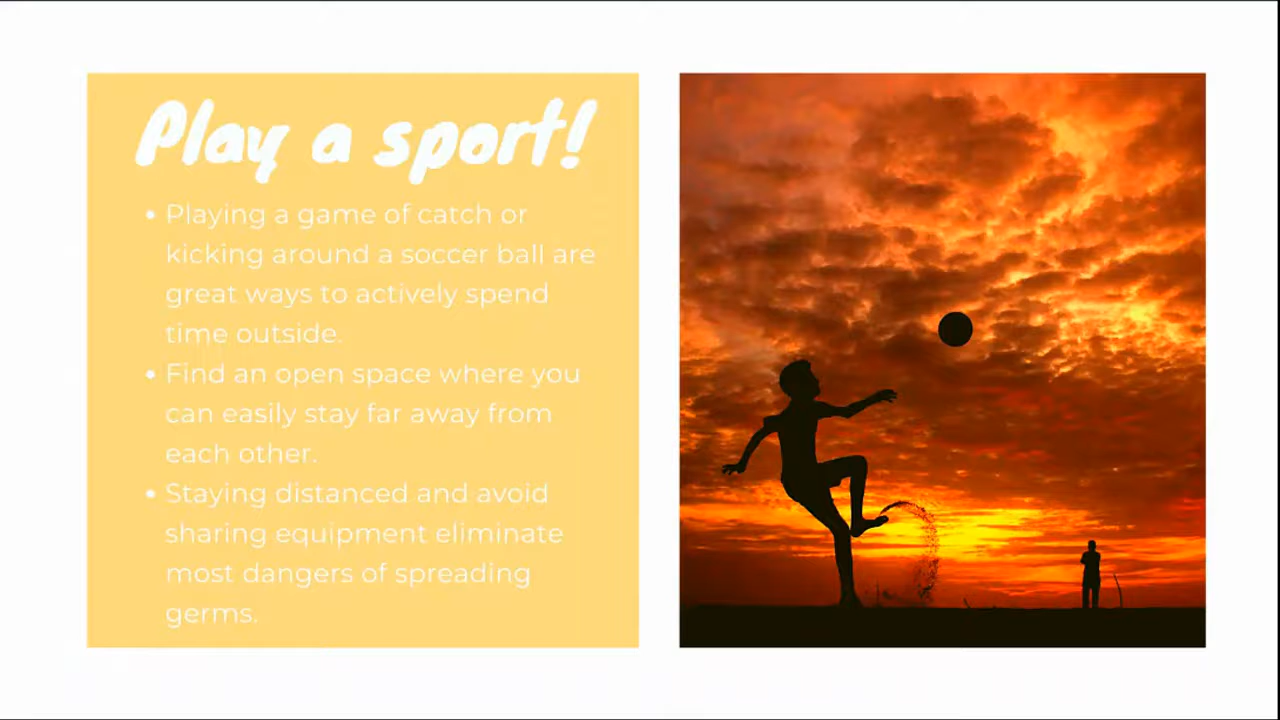 Play a sport!
• Playing a game of catch or
kicking around a soccer ball are
great ways to actively spend
time outside.
• Find an open space where you
can easily stay far away from
each other.
• Staying distanced and avoid
sharing equipment eliminate
most dangers of spreading
germs.